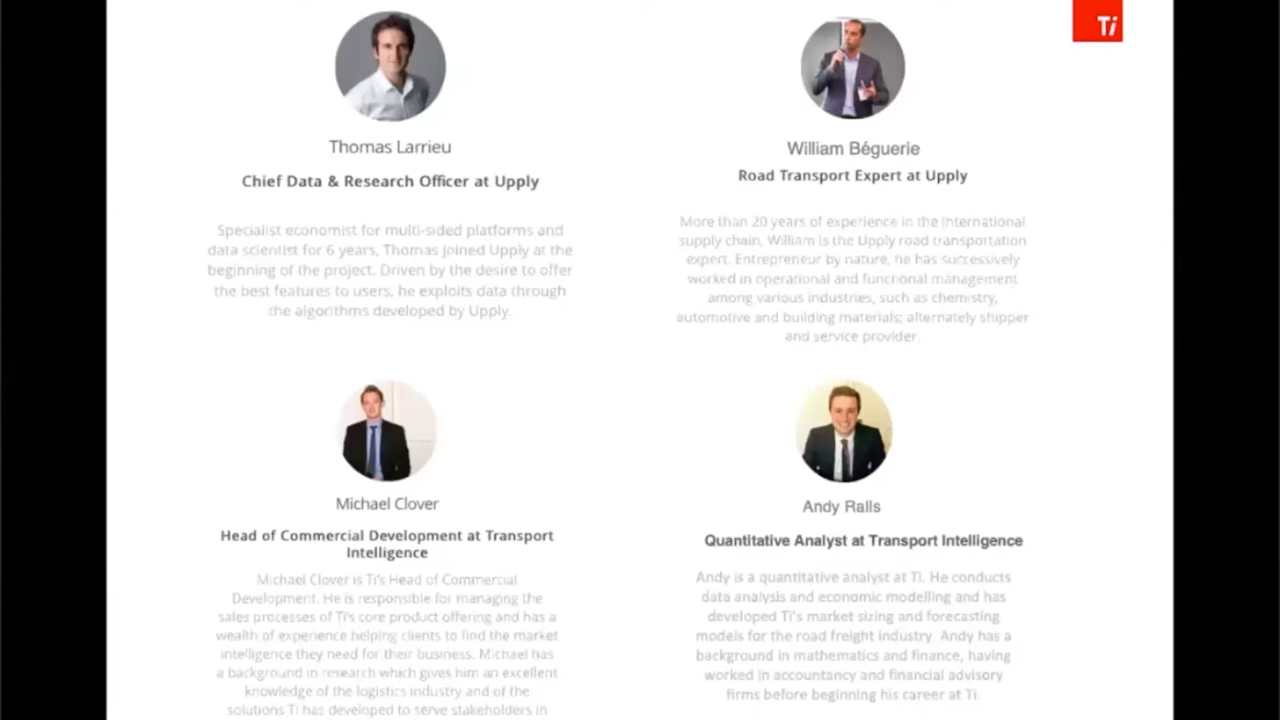 Ti
Thomas Larrieu
Chief Data & Research Officer at Upply
Specialist economist for multi-sided platforms and
data scientist for 6 years, Thomas joined Upply at the
beginning of the project. Driven by the desire to offer
the best features to users, he exploits data through
the algorithms developed by Upply.
William Béguerie
Road Transport Expert at Upply
More than 20 years of experience in the international
supply chain, William is the Upply road transportation
expert. Entrepreneur by nature, he has successively
worked in operational and functional management
among various industries, such as chemistry,
automotive and building materials; alternately shipper
and service provider.
Michael Clover
Head of Commercial Development at Transport
Intelligence
Michael Clover is Ti's Head of Commercial
Development. He is responsible for managing the
sales processes of Ti's core product offering and has a
wealth of experience helping clients to find the market
intelligence they need for their business. Michael has
a background in research which gives him an excellent
knowledge of the logistics industry and of the
solutions Ti has developed to serve stakeholders in
Andy Ralls
Quantitative Analyst at Transport Intelligence
Andy is a quantitative analyst at Ti. He conducts
data analysis and economic modelling and has
developed Ti's market sizing and forecasting
models for the road freight industry. Andy has a
background in mathematics and finance, having
worked in accountancy and financial advisory
firms before beginning his career at Ti.